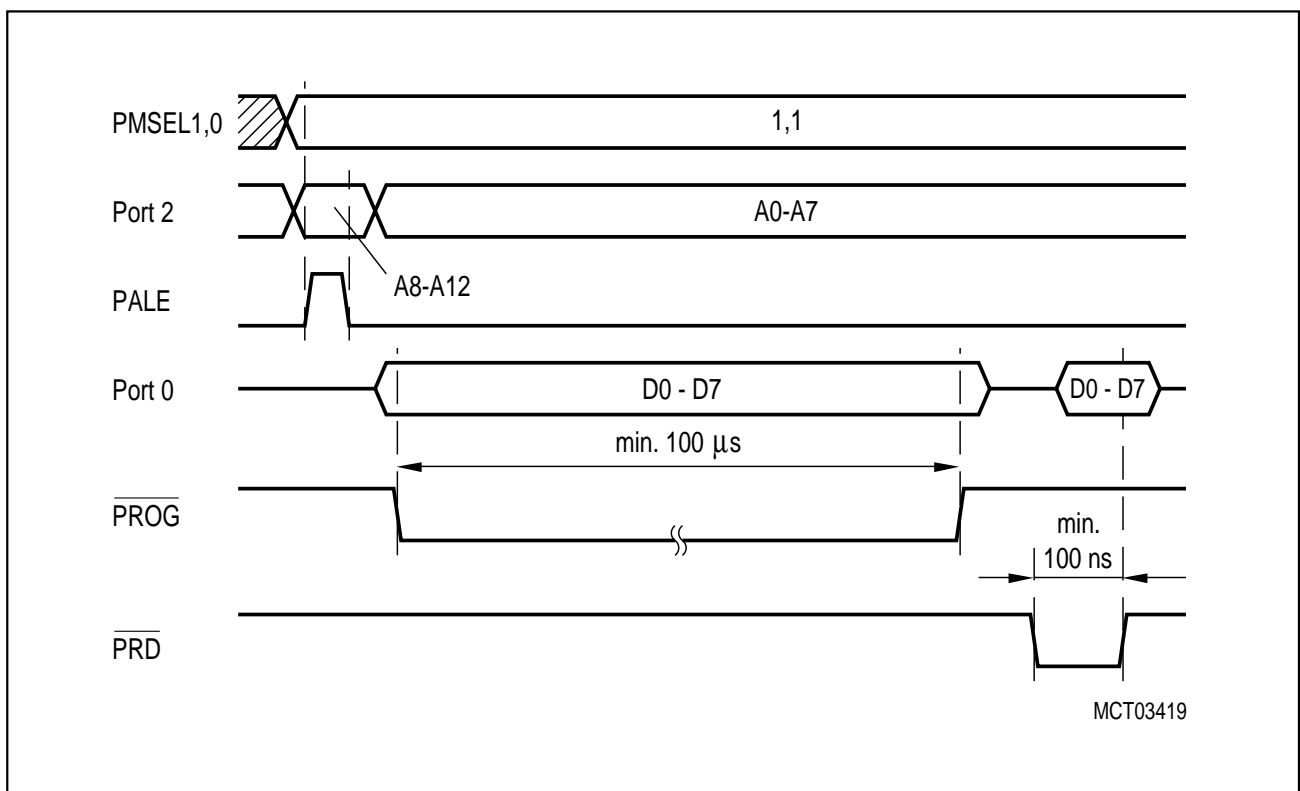 PMSEL1,0
1,1
Port 2
A0-A7
A8-A12
PALE
Port 0
D0 - D7
D0 - D7
min. 100 μs
PROG
min.
100 ns
PRD
MCT03419